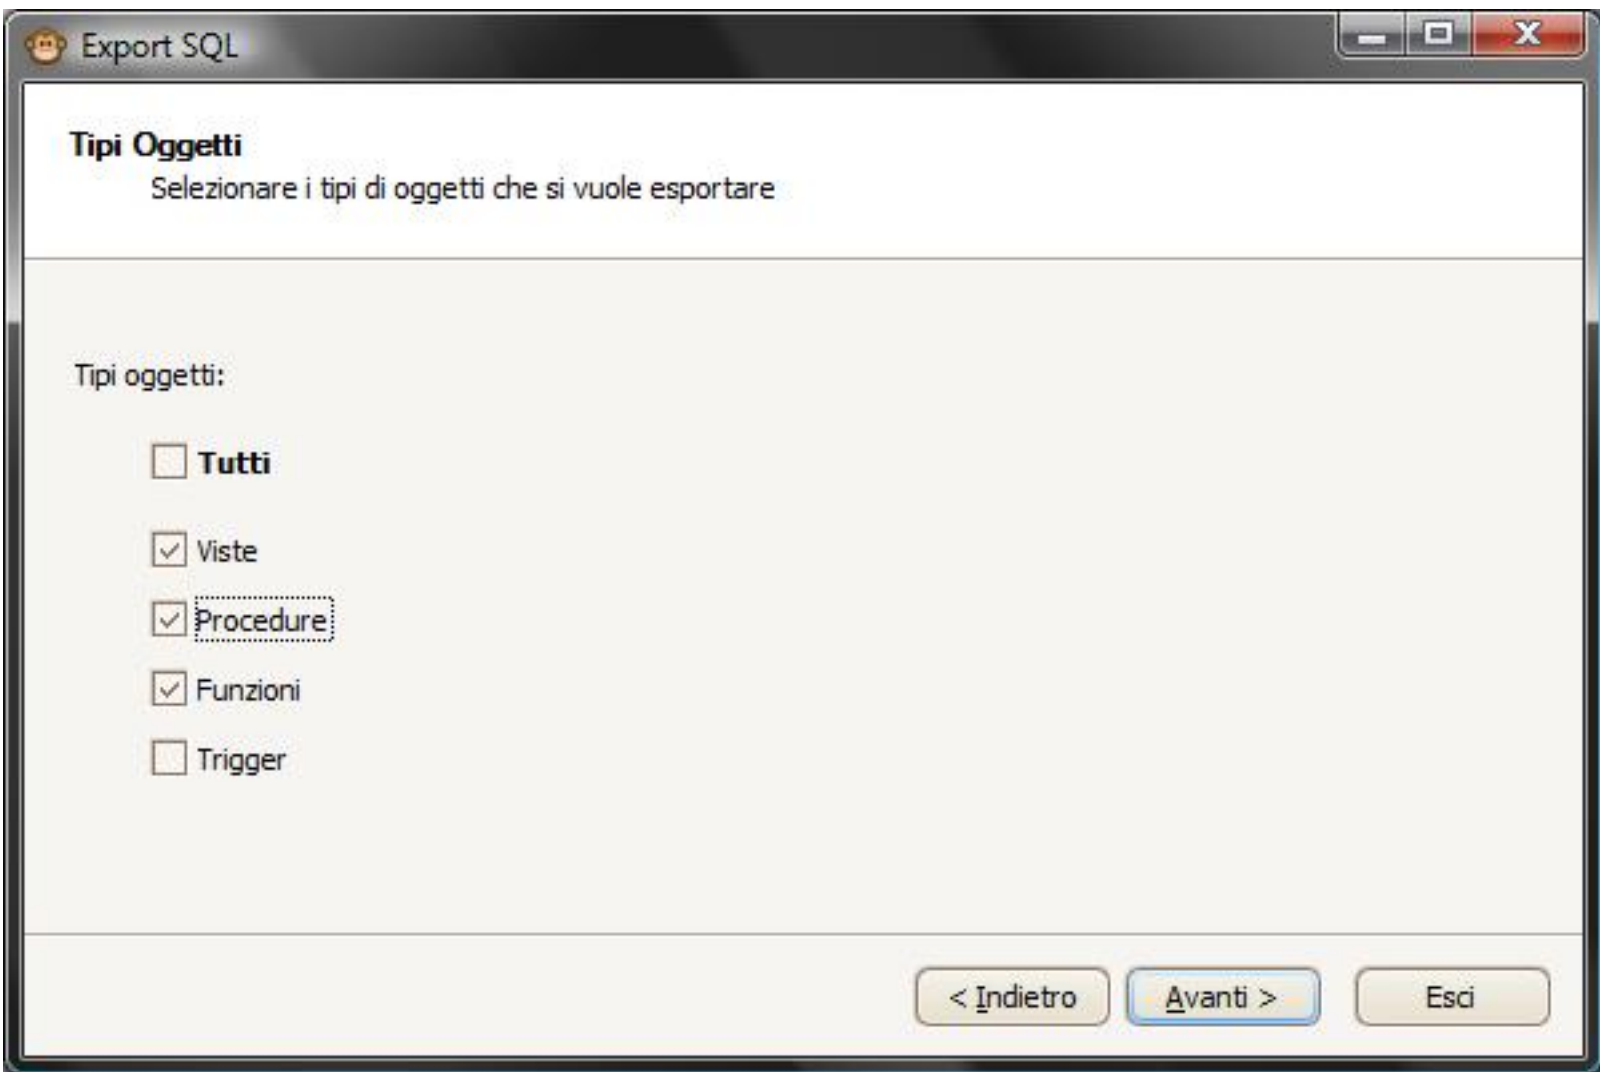 Export SQL
Tipi Oggetti
Selezionare i tipi di oggetti che si vuole esportare
Tipi oggetti:
Tutti
Viste
Procedure
Funzioni
Trigger
< Indietro
Avanti >
Esci